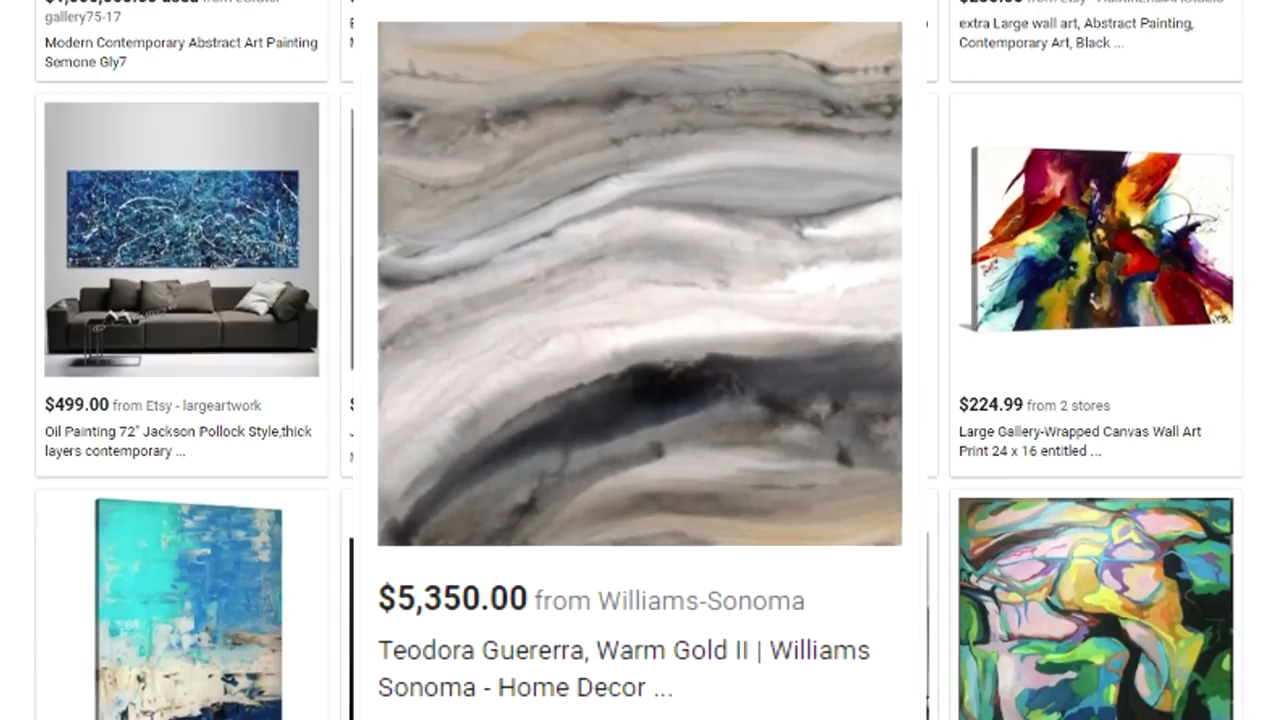 gallery75-17
Modern Contemporary Abstract Art Painting
Semone Gly7
extra Large wall art, Abstract Painting,
Contemporary Art, Black ...
$499.00 from Etsy - largeartwork
Oil Painting 72" Jackson Pollock Style,thick
layers contemporary ...
$5,350.00 from Williams-Sonoma
Teodora Guererra, Warm Gold II | Williams
Sonoma - Home Decor ...
$224.99 from 2 stores
Large Gallery-Wrapped Canvas Wall Art
Print 24 x 16 entitled ...